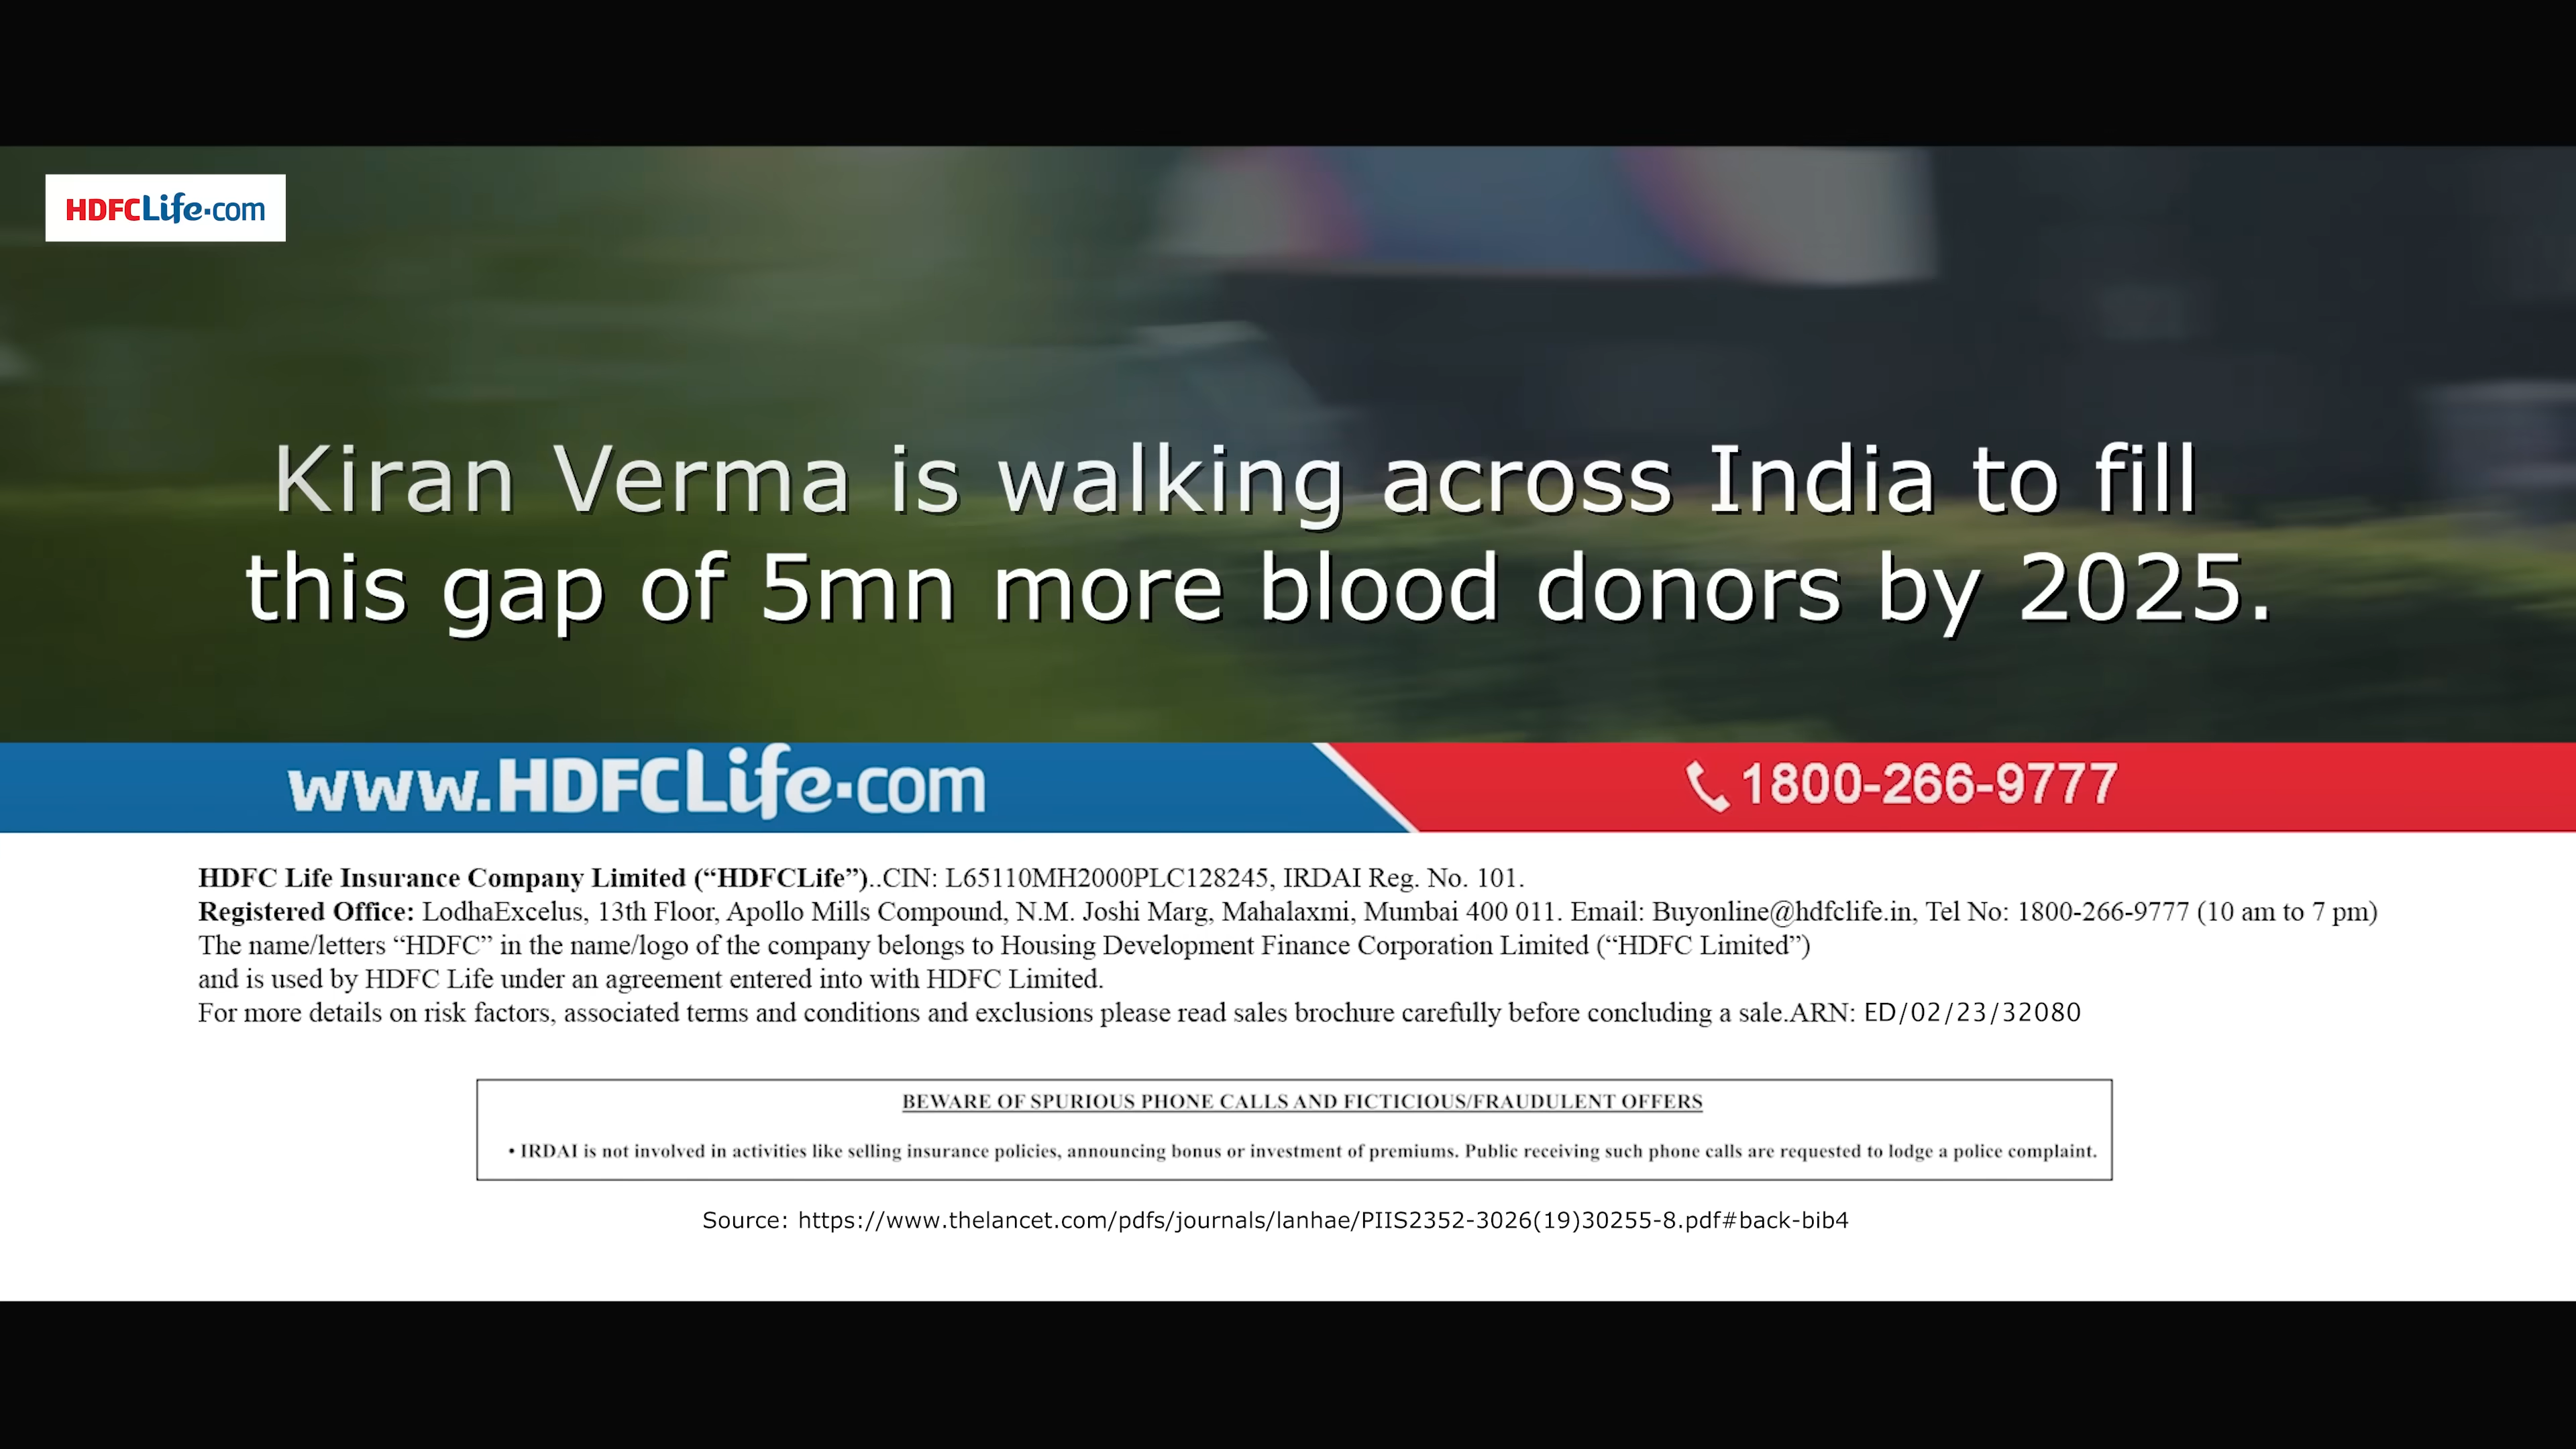 HDFCLife.com
Kiran Verma is walking across India to fill
this gap of 5mn more blood donors by 2025.
www.HDFCLife.com
1800-266-9777
HDFC Life Insurance Company Limited (“HDFCLife”)..CIN: L65110MH2000PLC128245, IRDAI Reg. No. 101.
Registered Office: LodhaExcelus, 13th Floor, Apollo Mills Compound, N.M. Joshi Marg, Mahalaxmi, Mumbai 400 011. Email: Buyonline@hdfclife.in, Tel No: 1800-266-9777 (10 am to 7 pm)
The name/letters “HDFC” in the name/logo of the company belongs to Housing Development Finance Corporation Limited (“HDFC Limited”)
and is used by HDFC Life under an agreement entered into with HDFC Limited.
For more details on risk factors, associated terms and conditions and exclusions please read sales brochure carefully before concluding a sale.ARN: ED/02/23/32080
BEWARE OF SPURIOUS PHONE CALLS AND FICTICIOUS/FRAUDULENT OFFERS
• IRDAI is not involved in activities like selling insurance policies, announcing bonus or investment of premiums. Public receiving such phone calls are requested to lodge a police complaint.
Source: https://www.thelancet.com/pdfs/journals/lanhae/PIIS2352-3026(19)30255-8.pdf#back-bib4